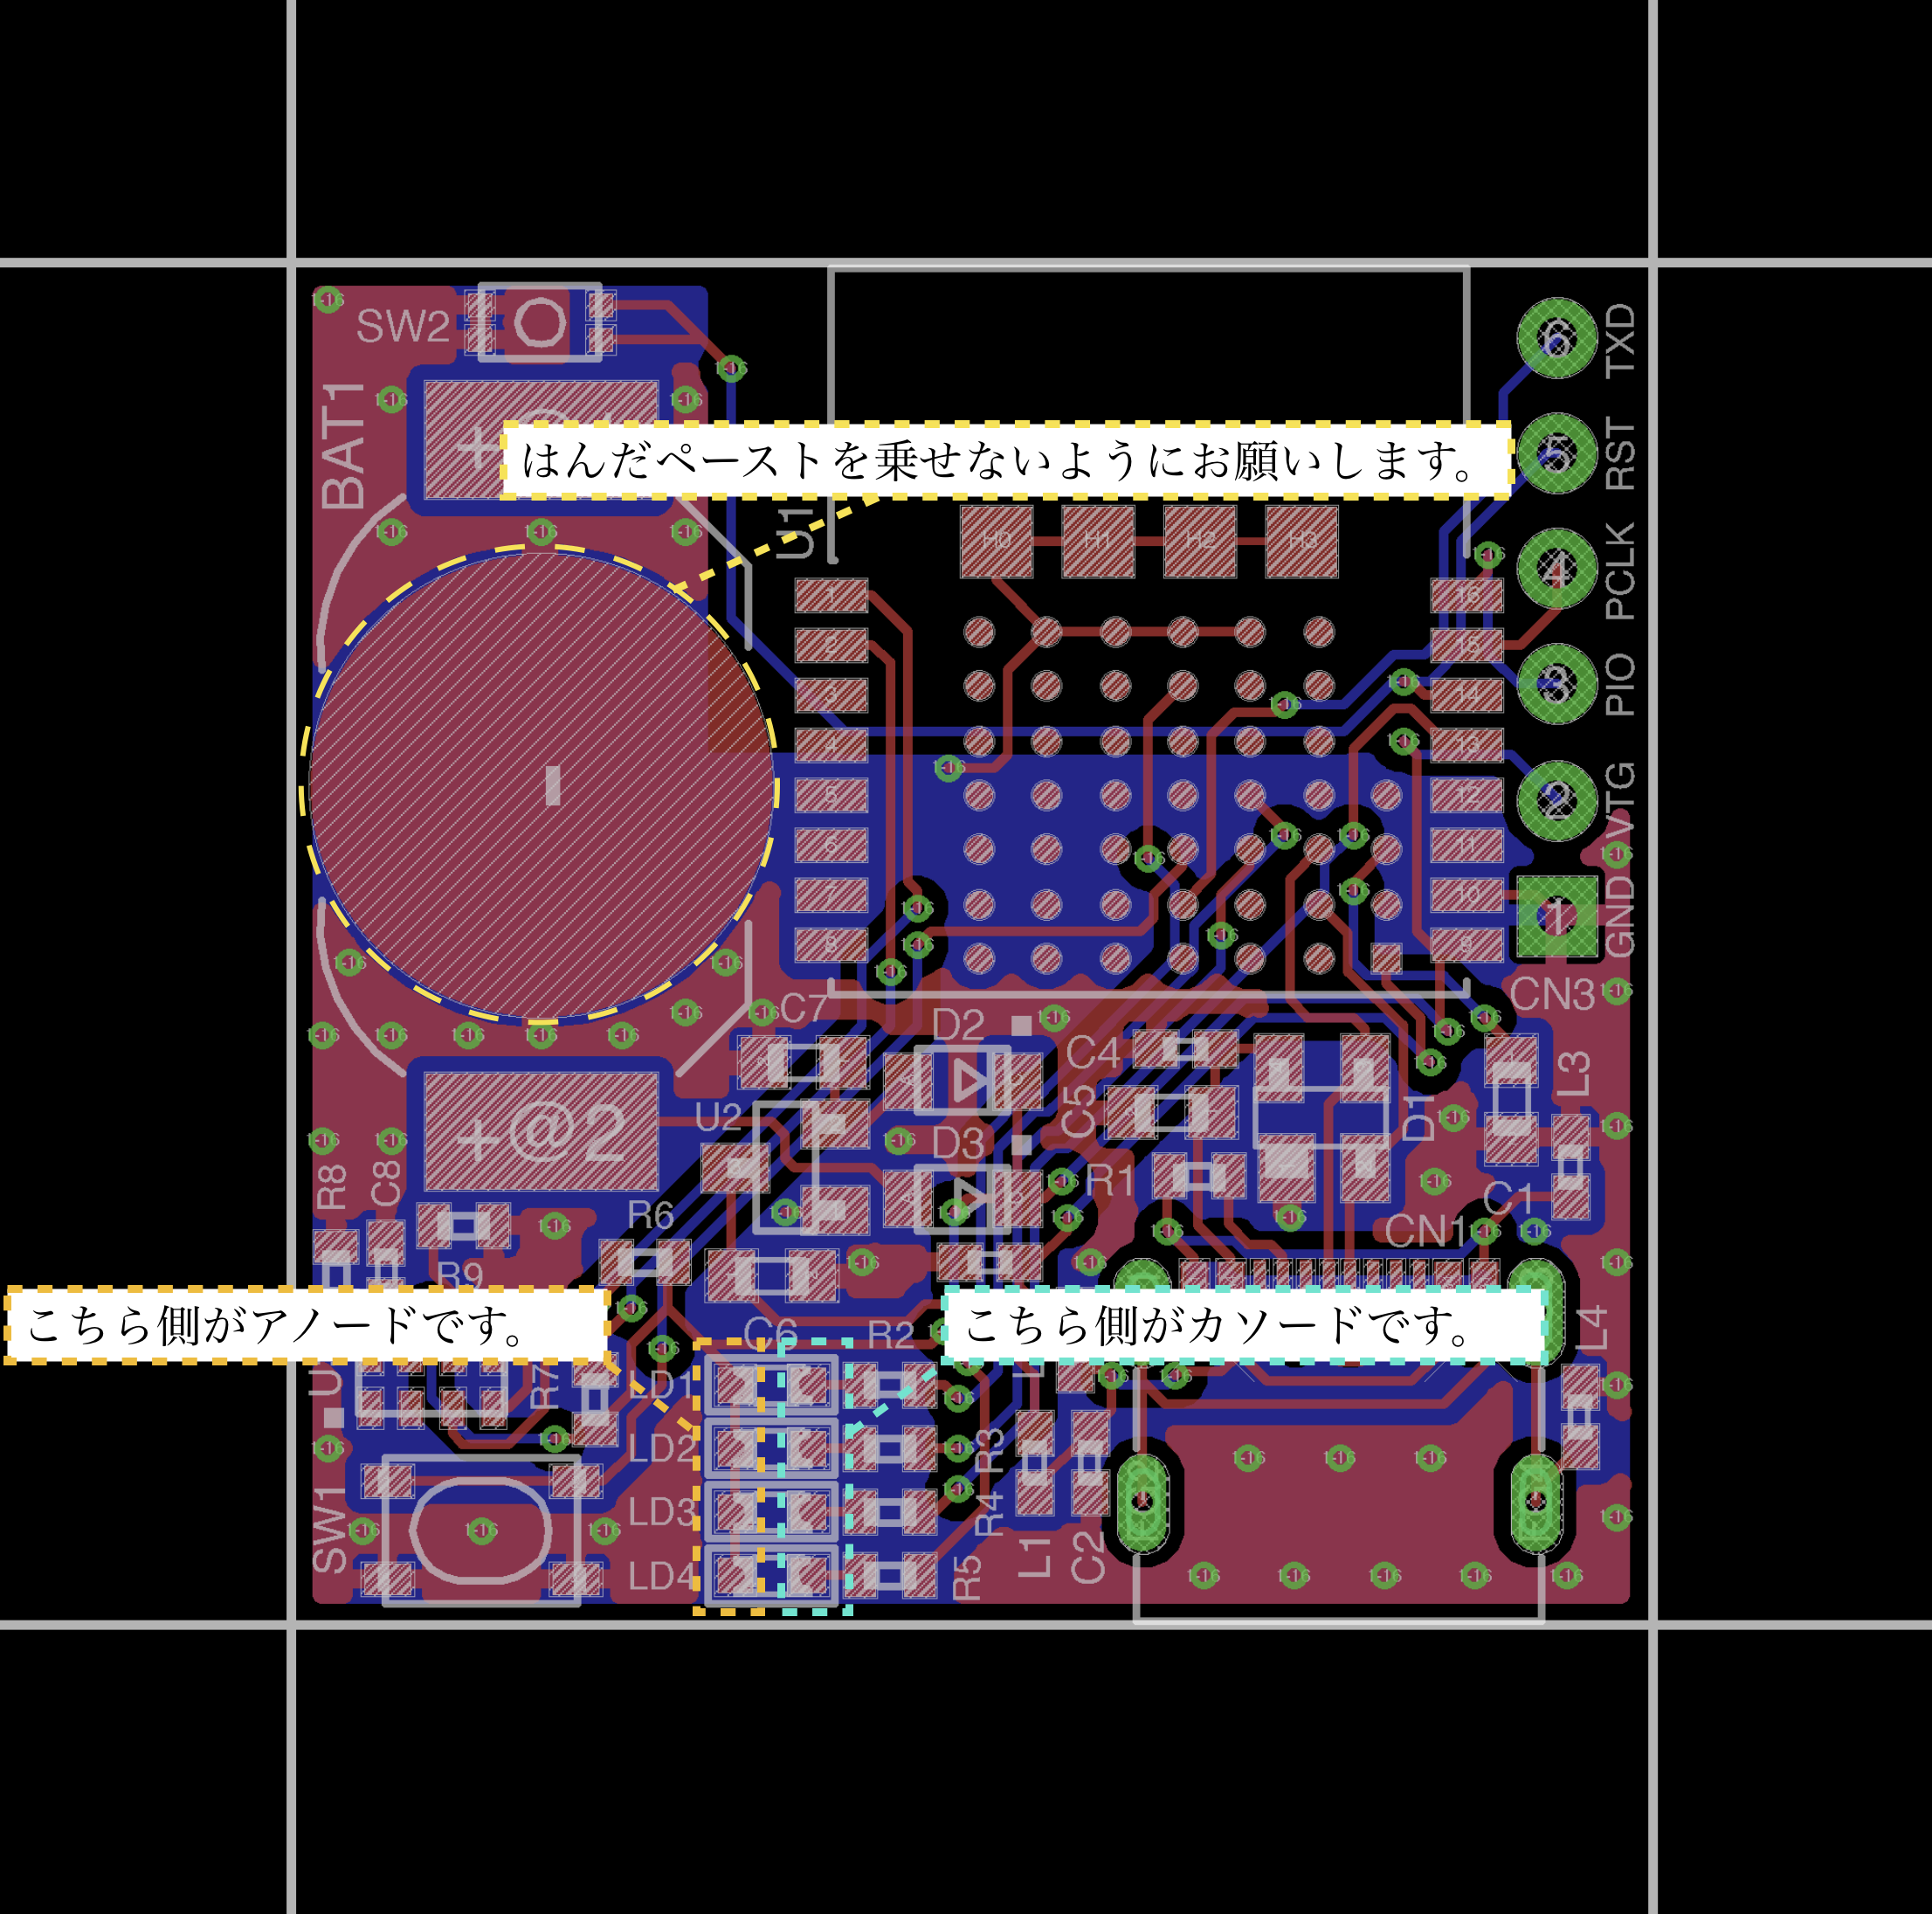 SW2
BAT1
TXD
RST
PCLK
PIO
VTG
GND
6
5
4
3
2
1
はんだペーストを乗せないようにお願いします。
U1
H0
H1
H2
H3
1
2
3
4
5
6
7
8
16
15
14
13
12
11
10
9
CN3
C7
D2
C4
C5
D1
L3
U2
D3
R1
C1
+@2
R8
C8
R6
R9
CN1
L4
こちら側がアノードです。
こちら側がカソードです。
C6
R2
R7
LD1
LD2
LD3
LD4
R3
R4
R5
L1
C2
SW1
1-16